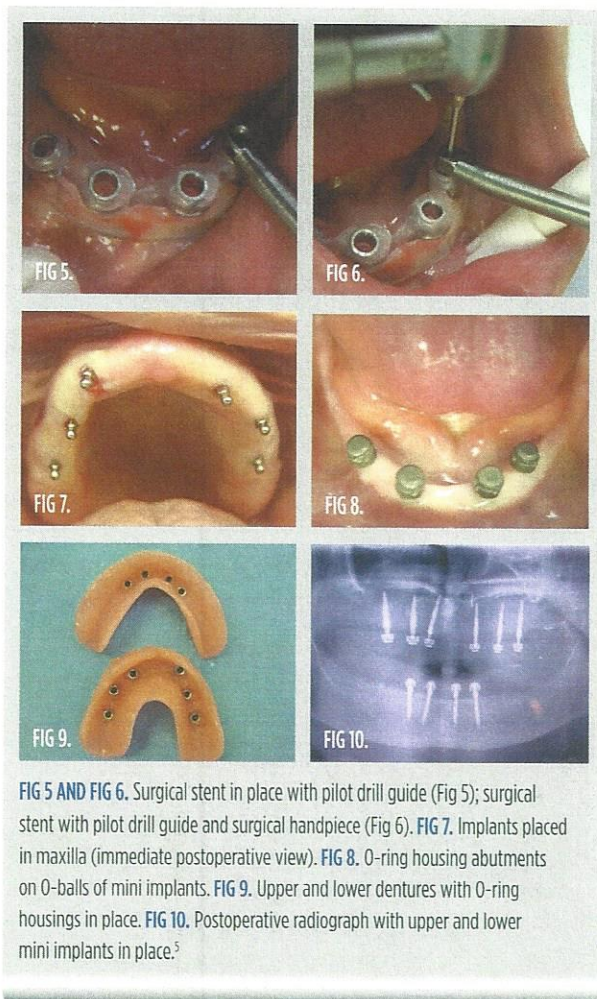 FIG 5.
FIG 6.
FIG 7.
FIG 8.
FIG 9.
FIG 10.
FIG 5 AND FIG 6. Surgical stent in place with pilot drill guide (Fig 5); surgical
stent with pilot drill guide and surgical handpiece (Fig 6). FIG 7. Implants placed
in maxilla (immediate postoperative view). FIG 8. O-ring housing abutments
on O-balls of mini implants. FIG 9. Upper and lower dentures with O-ring
housings in place. FIG 10. Postoperative radiograph with upper and lower
mini implants in place.⁵